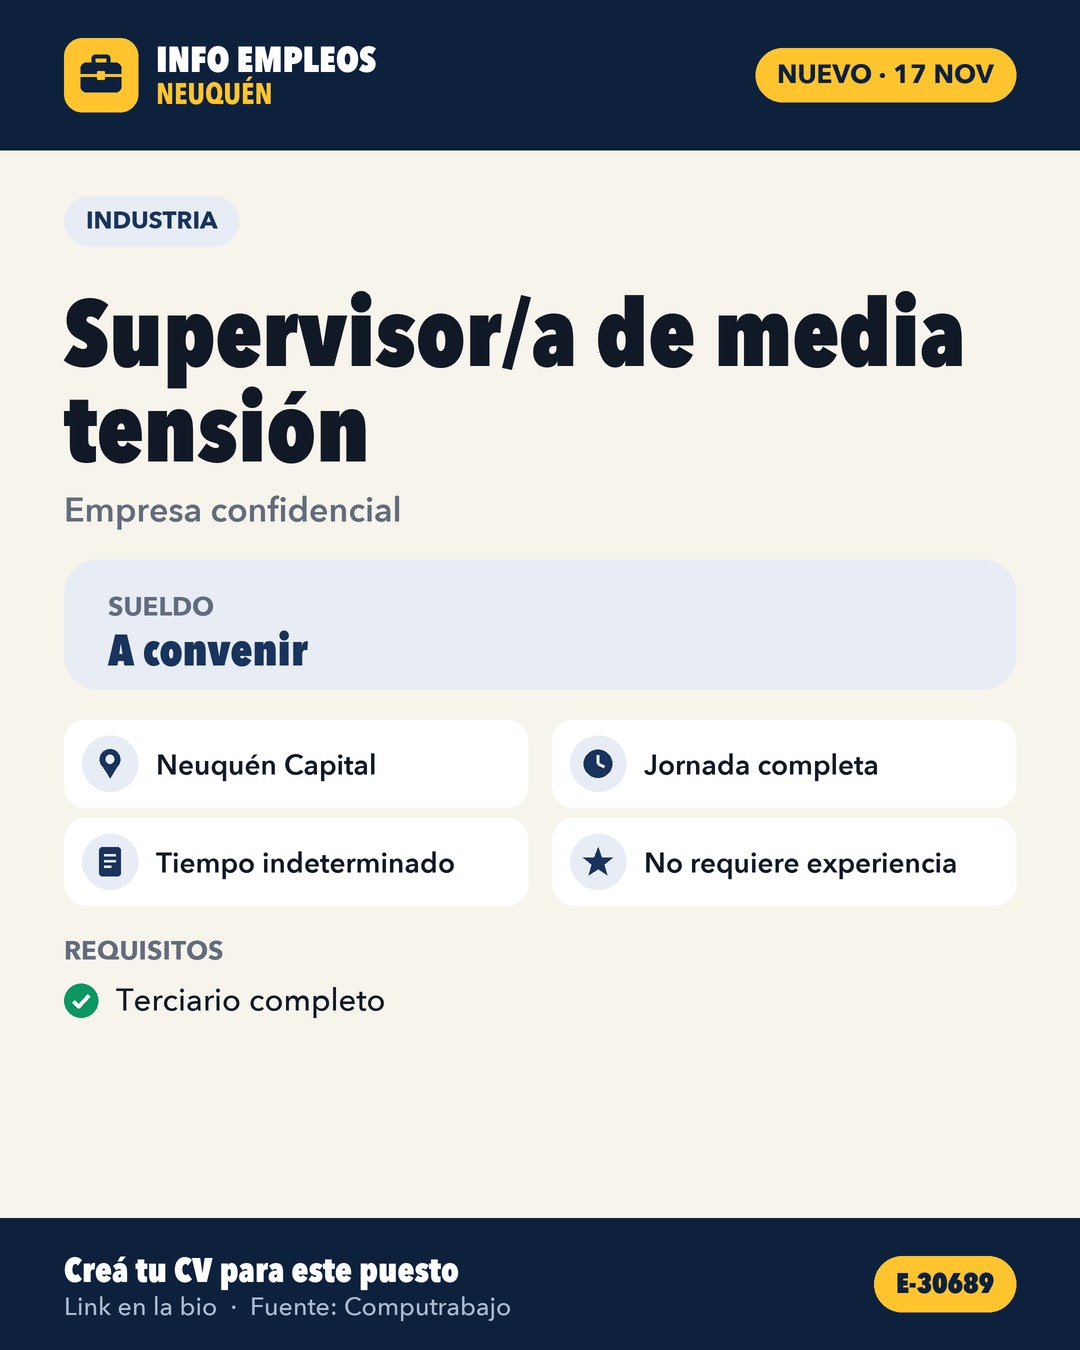 INFO EMPLEOS
NEUQUÉN
NUEVO · 17 NOV
INDUSTRIA
Supervisor/a de media
tensión
Empresa confidencial
SUELDO
A convenir
Neuquén Capital
Jornada completa
Tiempo indeterminado
No requiere experiencia
REQUISITOS
Terciario completo
Creá tu CV para este puesto
Link en la bio · Fuente: Computrabajo
E-30689